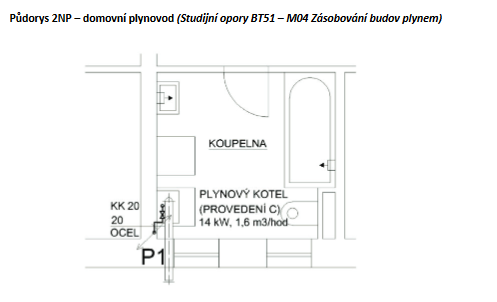 Půdorys 2NP – domovní plynovod (Studijní opory BT51 – M04 Zásobování budov plynem)
KOUPELNA
PLYNOVÝ KOTEL
(PROVEDENÍ C)
14 kW, 1,6 m3/hod
KK 20
20
OCEL
P1